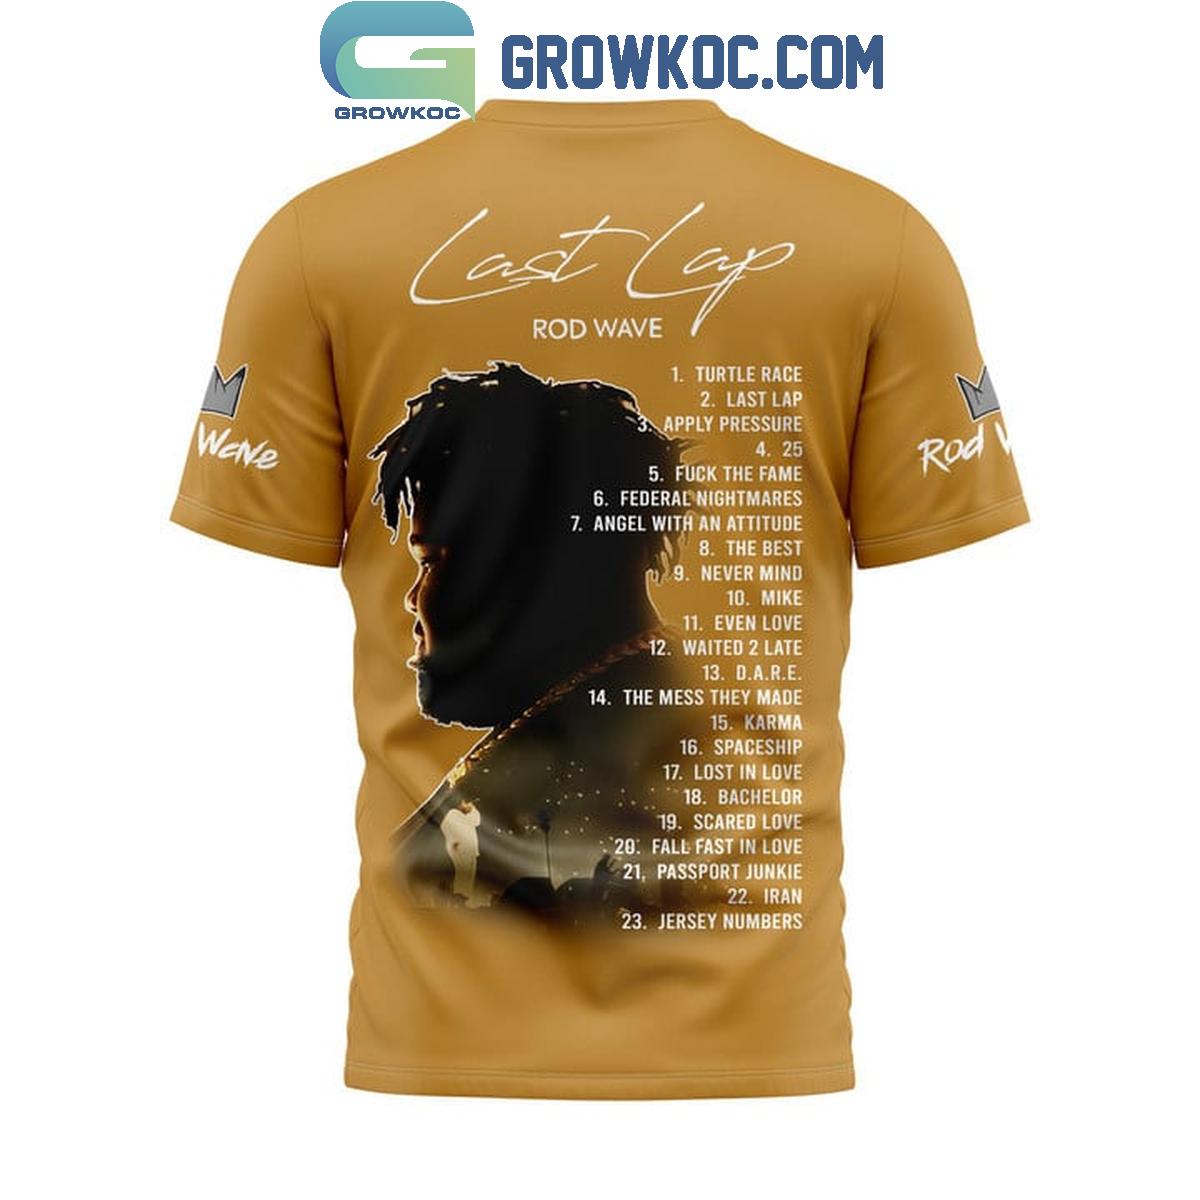 GROWKOC.COM
GROWKOC
Last Lap
ROD WAVE
1. TURTLE RACE
2. LAST LAP
3. APPLY PRESSURE
4. 25
5. FUCK THE FAME
6. FEDERAL NIGHTMARES
7. ANGEL WITH AN ATTITUDE
8. THE BEST
9. NEVER MIND
10. MIKE
11. EVEN LOVE
12. WAITED 2 LATE
13. D.A.R.E.
14. THE MESS THEY MADE
15. KARMA
16. SPACESHIP
17. LOST IN LOVE
18. BACHELOR
19. SCARED LOVE
20. FALL FAST IN LOVE
21, PASSPORT JUNKIE
22. IRAN
23. JERSEY NUMBERS
Wave
Rod W